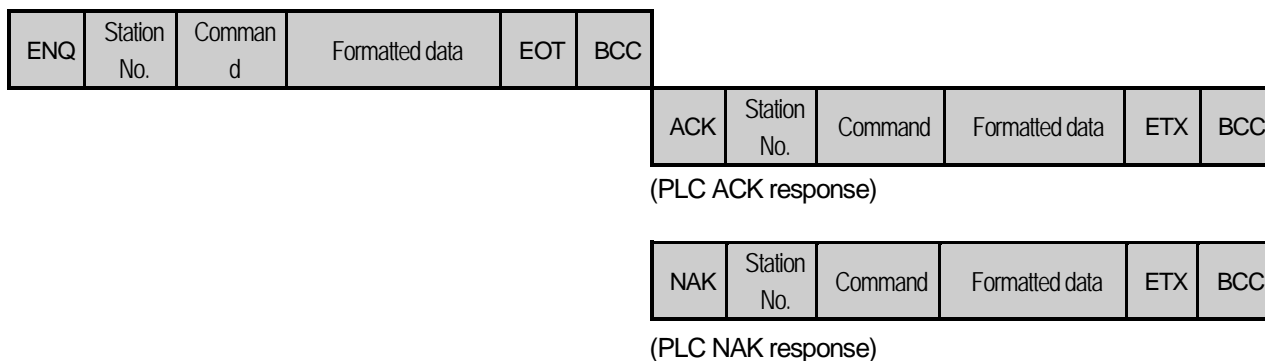 ENQ Station No. Comman d Formatted data EOT BCC
ACK Station No. Command Formatted data ETX BCC
(PLC ACK response)
NAK Station No. Command Formatted data ETX BCC
(PLC NAK response)